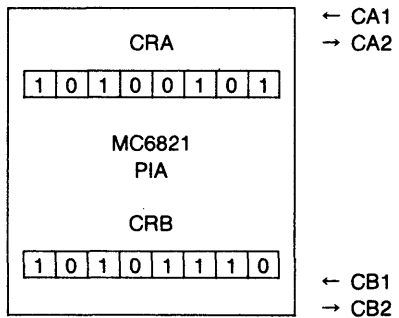 ← CA1
CRA → CA2
1 0 1 0 0 1 0 1
MC6821
PIA
CRB
1 0 1 0 1 1 1 0
← CB1
→ CB2